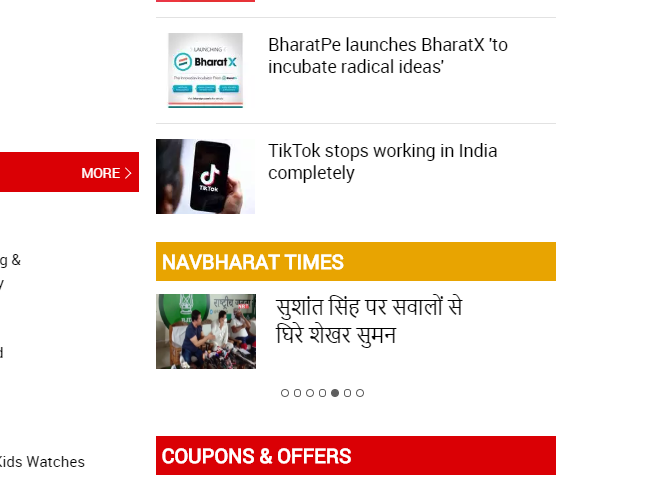 BharatPe launches BharatX 'to
incubate radical ideas'
LAUNCHING
BharatX
TikTok stops working in India
completely
TikTok
MORE
g &
y
d
Kids Watches
NAVBHARAT TIMES
सुशांत सिंह पर सवालों से
घिरे शेखर सुमन
COUPONS & OFFERS